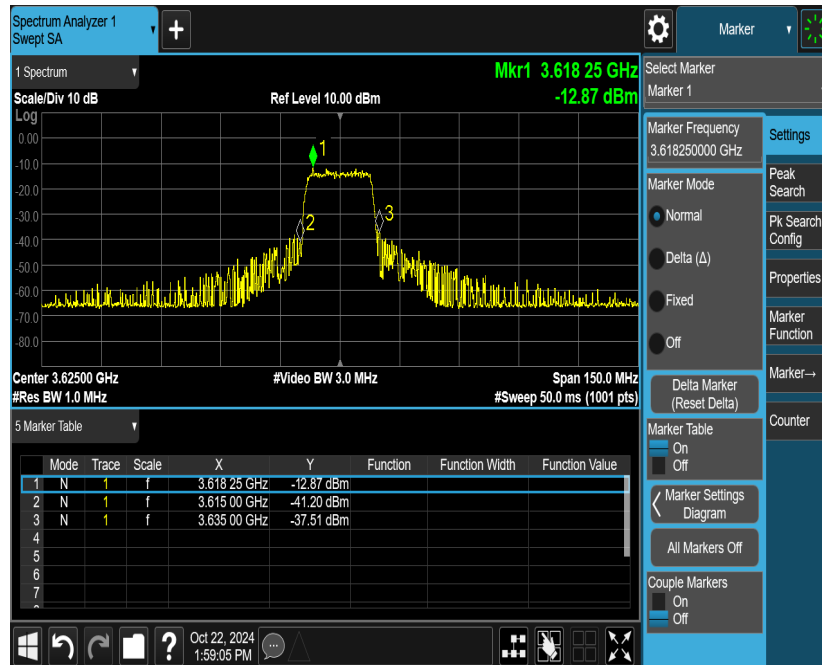 Spectrum Analyzer 1
Swept SA
+
Marker
1 Spectrum
Mkr1 3.618 25 GHz
Scale/Div 10 dB
Ref Level 10.00 dBm
-12.87 dBm
Log
0.00
-10.0
-20.0
-30.0
-40.0
-50.0
-60.0
-70.0
-80.0
1
2
3
Center 3.62500 GHz
#Video BW 3.0 MHz
Span 150.0 MHz
#Res BW 1.0 MHz
#Sweep 50.0 ms (1001 pts)
5 Marker Table
Mode Trace Scale X Y Function Function Width Function Value
1 N 1 f 3.618 25 GHz -12.87 dBm
2 N 1 f 3.615 00 GHz -41.20 dBm
3 N 1 f 3.635 00 GHz -37.51 dBm
4
5
6
7
Select Marker
Marker 1
Marker Frequency
3.618250000 GHz
Marker Mode
Normal
Delta (Δ)
Fixed
Off
Delta Marker
(Reset Delta)
Marker Table
On
Off
Marker Settings
Diagram
All Markers Off
Couple Markers
On
Off
Settings
Peak
Search
Pk Search
Config
Properties
Marker
Function
Marker→
Counter
?
Oct 22, 2024
1:59:05 PM